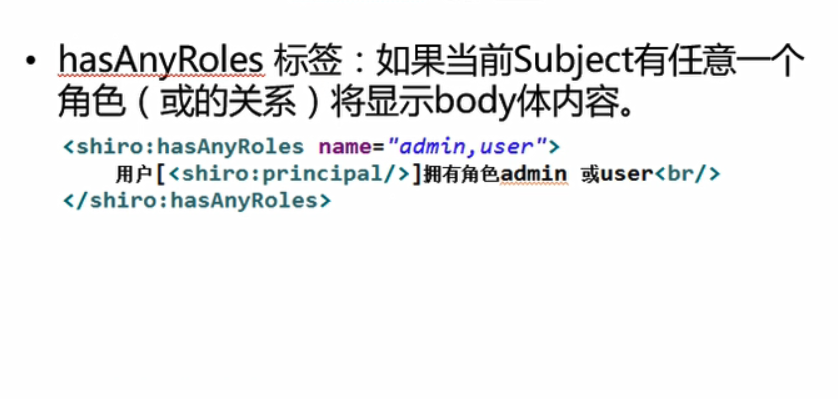 • hasAnyRoles 标签：如果当前Subject有任意一个
角色（或的关系）将显示body体内容。
<shiro:hasAnyRoles name="admin,user">
用户[<shiro:principal/>]拥有角色admin 或user<br/>
</shiro:hasAnyRoles>